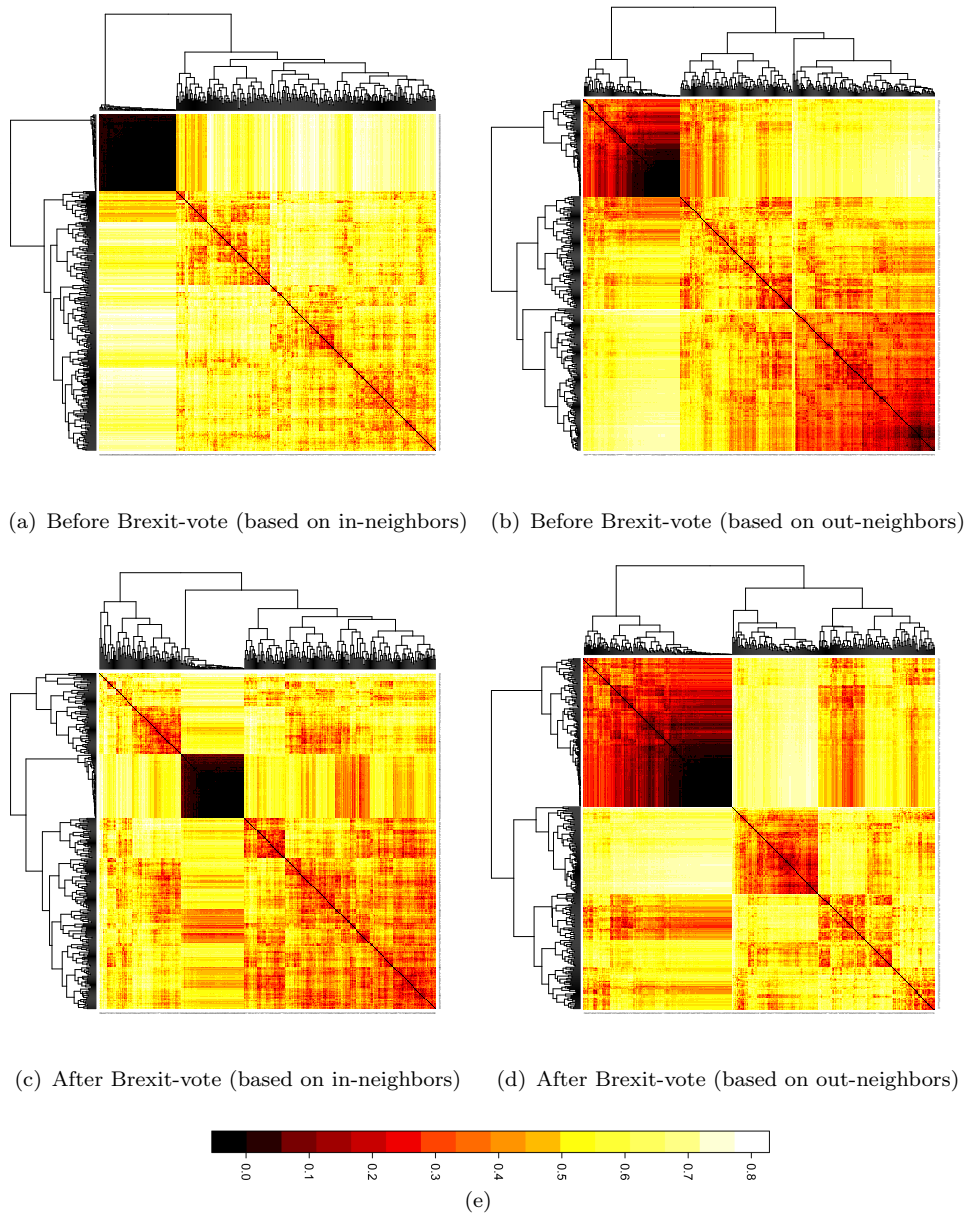 (a) Before Brexit-vote (based on in-neighbors)
(b) Before Brexit-vote (based on out-neighbors)
(c) After Brexit-vote (based on in-neighbors)
(d) After Brexit-vote (based on out-neighbors)
0.0 0.1 0.2 0.3 0.4 0.5 0.6 0.7 0.8
(e)